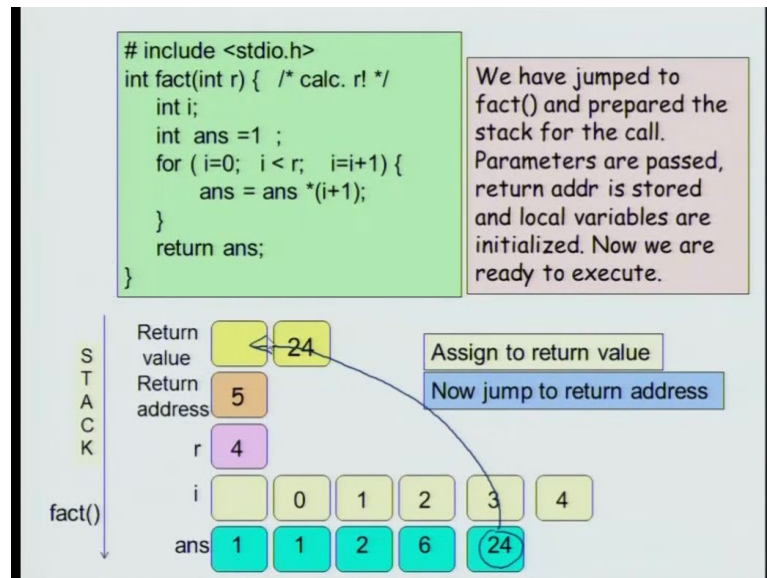 # include <stdio.h>
int fact(int r) { /* calc. r! */
int i;
int ans =1 ;
for ( i=0; i < r; i=i+1) {
ans = ans *(i+1);
}
return ans;
}
We have jumped to
fact() and prepared the
stack for the call.
Parameters are passed,
return addr is stored
and local variables are
initialized. Now we are
ready to execute.
STACK
fact()
Return
value
24
Return
address
5
r
4
i
0 1 2 3 4
ans
1 1 2 6 24
Assign to return value
Now jump to return address